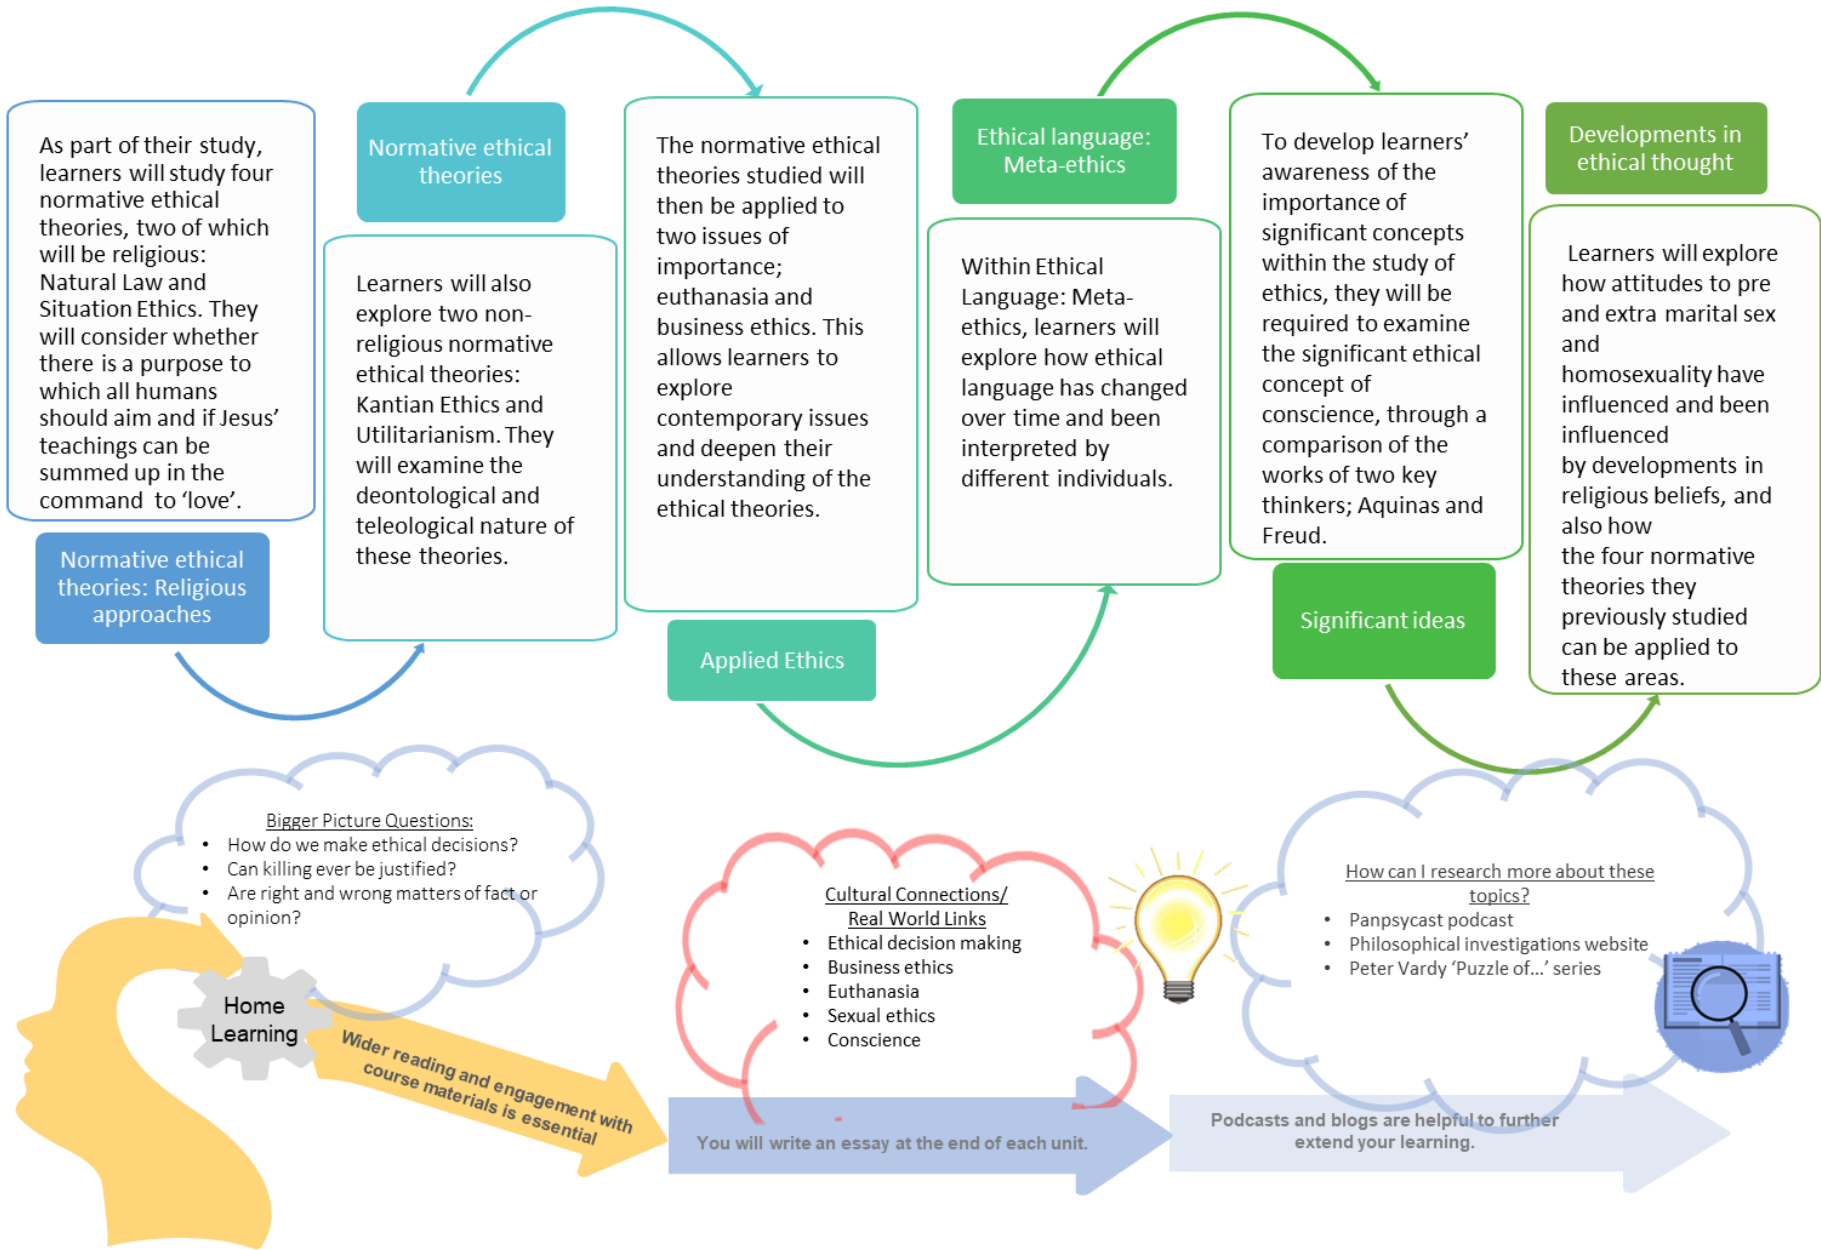 As part of their study,
learners will study four
normative ethical
theories, two of which
will be religious:
Natural Law and
Situation Ethics. They
will consider whether
there is a purpose to
which all humans
should aim and if Jesus’
teachings can be
summed up in the
command to ‘love’.
Normative ethical
theories: Religious
approaches
Normative ethical
theories
Learners will also
explore two non-
religious normative
ethical theories:
Kantian Ethics and
Utilitarianism. They
will examine the
deontological and
teleological nature of
these theories.
The normative ethical
theories studied will
then be applied to
two issues of
importance;
euthanasia and
business ethics. This
allows learners to
explore
contemporary issues
and deepen their
understanding of the
ethical theories.
Applied Ethics
Ethical language:
Meta-ethics
Within Ethical
Language: Meta-
ethics, learners will
explore how ethical
language has changed
over time and been
interpreted by
different individuals.
To develop learners’
awareness of the
importance of
significant concepts
within the study of
ethics, they will be
required to examine
the significant ethical
concept of
conscience, through a
comparison of the
works of two key
thinkers; Aquinas and
Freud.
Significant ideas
Developments in
ethical thought
Learners will explore
how attitudes to pre
and extra marital sex
and
homosexuality have
influenced and been
influenced
by developments in
religious beliefs, and
also how
the four normative
theories they
previously studied
can be applied to
these areas.
Bigger Picture Questions:
• How do we make ethical decisions?
• Can killing ever be justified?
• Are right and wrong matters of fact or
opinion?
Home
Learning
Wider reading and engagement with
course materials is essential
Cultural Connections/
Real World Links
• Ethical decision making
• Business ethics
• Euthanasia
• Sexual ethics
• Conscience
You will write an essay at the end of each unit.
How can I research more about these
topics?
• Panpsycast podcast
• Philosophical investigations website
• Peter Vardy ‘Puzzle of...’ series
Podcasts and blogs are helpful to further
extend your learning.